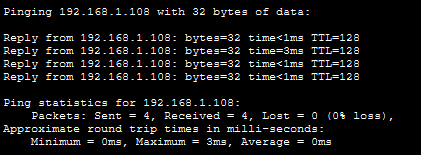 Pinging 192.168.1.108 with 32 bytes of data:
Reply from 192.168.1.108: bytes=32 time<1ms TTL=128
Reply from 192.168.1.108: bytes=32 time=3ms TTL=128
Reply from 192.168.1.108: bytes=32 time<1ms TTL=128
Reply from 192.168.1.108: bytes=32 time<1ms TTL=128
Ping statistics for 192.168.1.108:
Packets: Sent = 4, Received = 4, Lost = 0 (0% loss),
Approximate round trip times in milli-seconds:
Minimum = 0ms, Maximum = 3ms, Average = 0ms